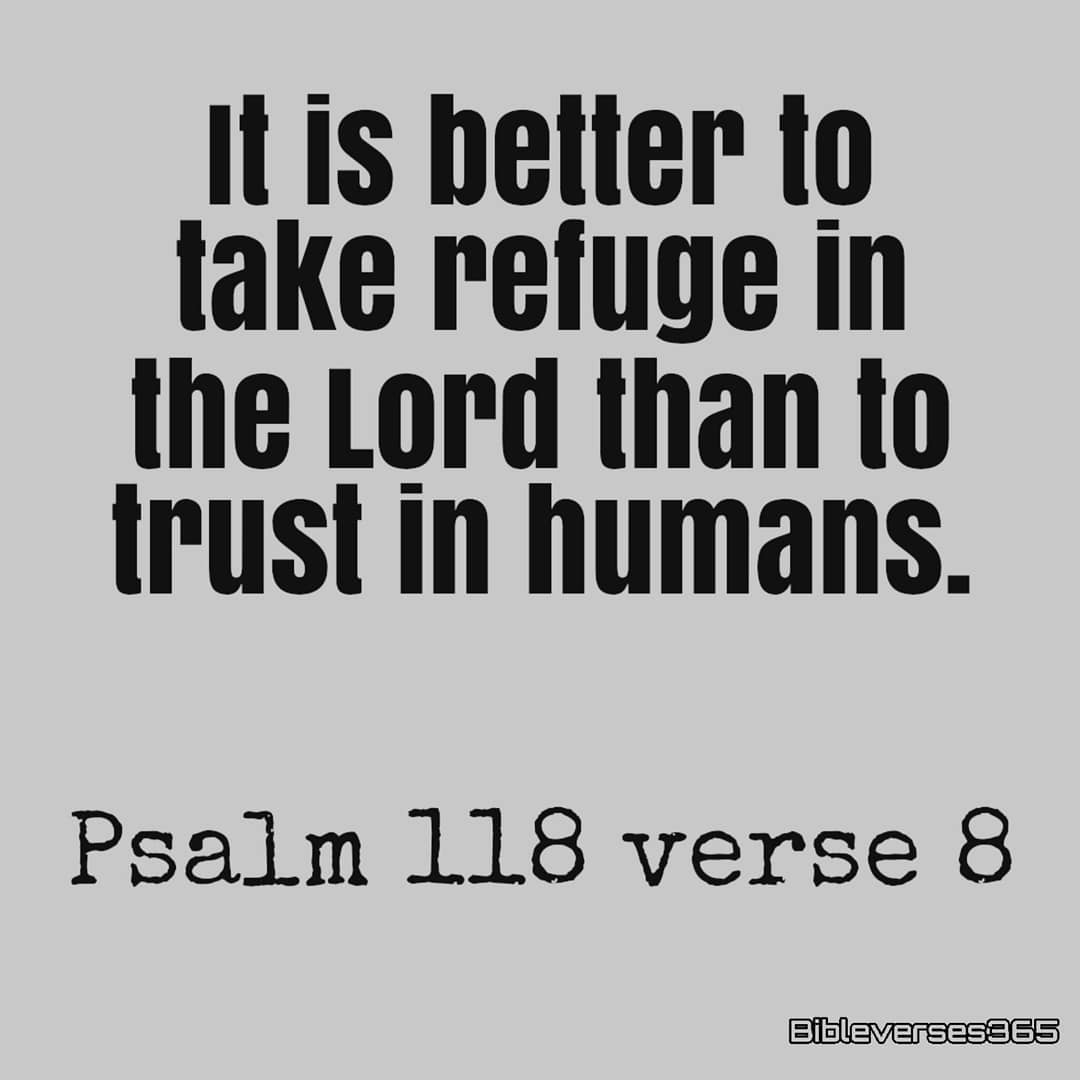 It is better to
take refuge in
the Lord than to
trust in humans.
Psalm 118 verse 8
Bibleverses365